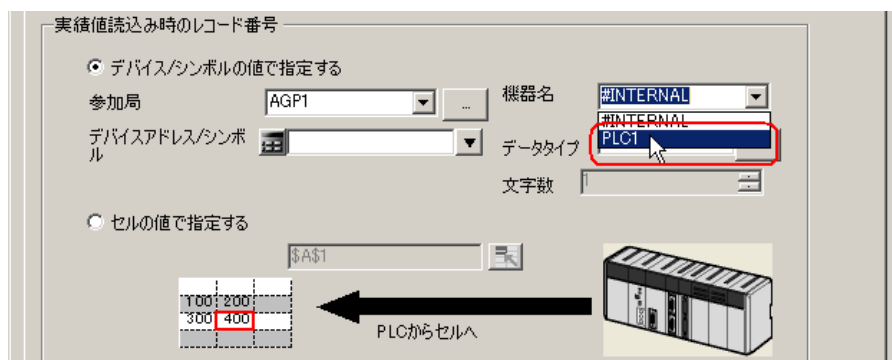 実績値読込み時のレコード番号
デバイス/シンボルの値で指定する
参加局 AGP1 ... 機器名 #INTERNAL
#INTERNAL
デバイスアドレス/シンボル
データタイプ PLC1
文字数 1
セルの値で指定する
$A$1
100 200
300 400
PLCからセルへ